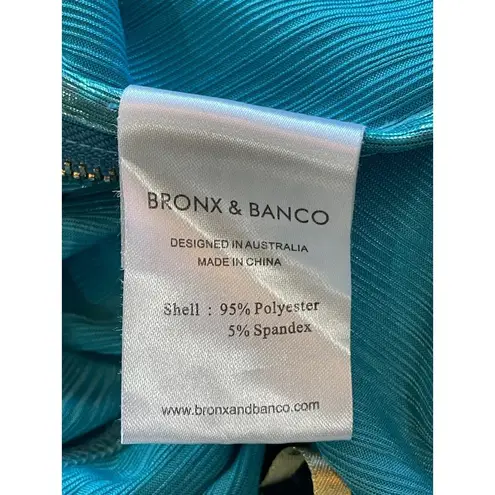 BRONX & BANCO
DESIGNED IN AUSTRALIA
MADE IN CHINA
Shell : 95% Polyester
5% Spandex
www.bronxandbanco.com